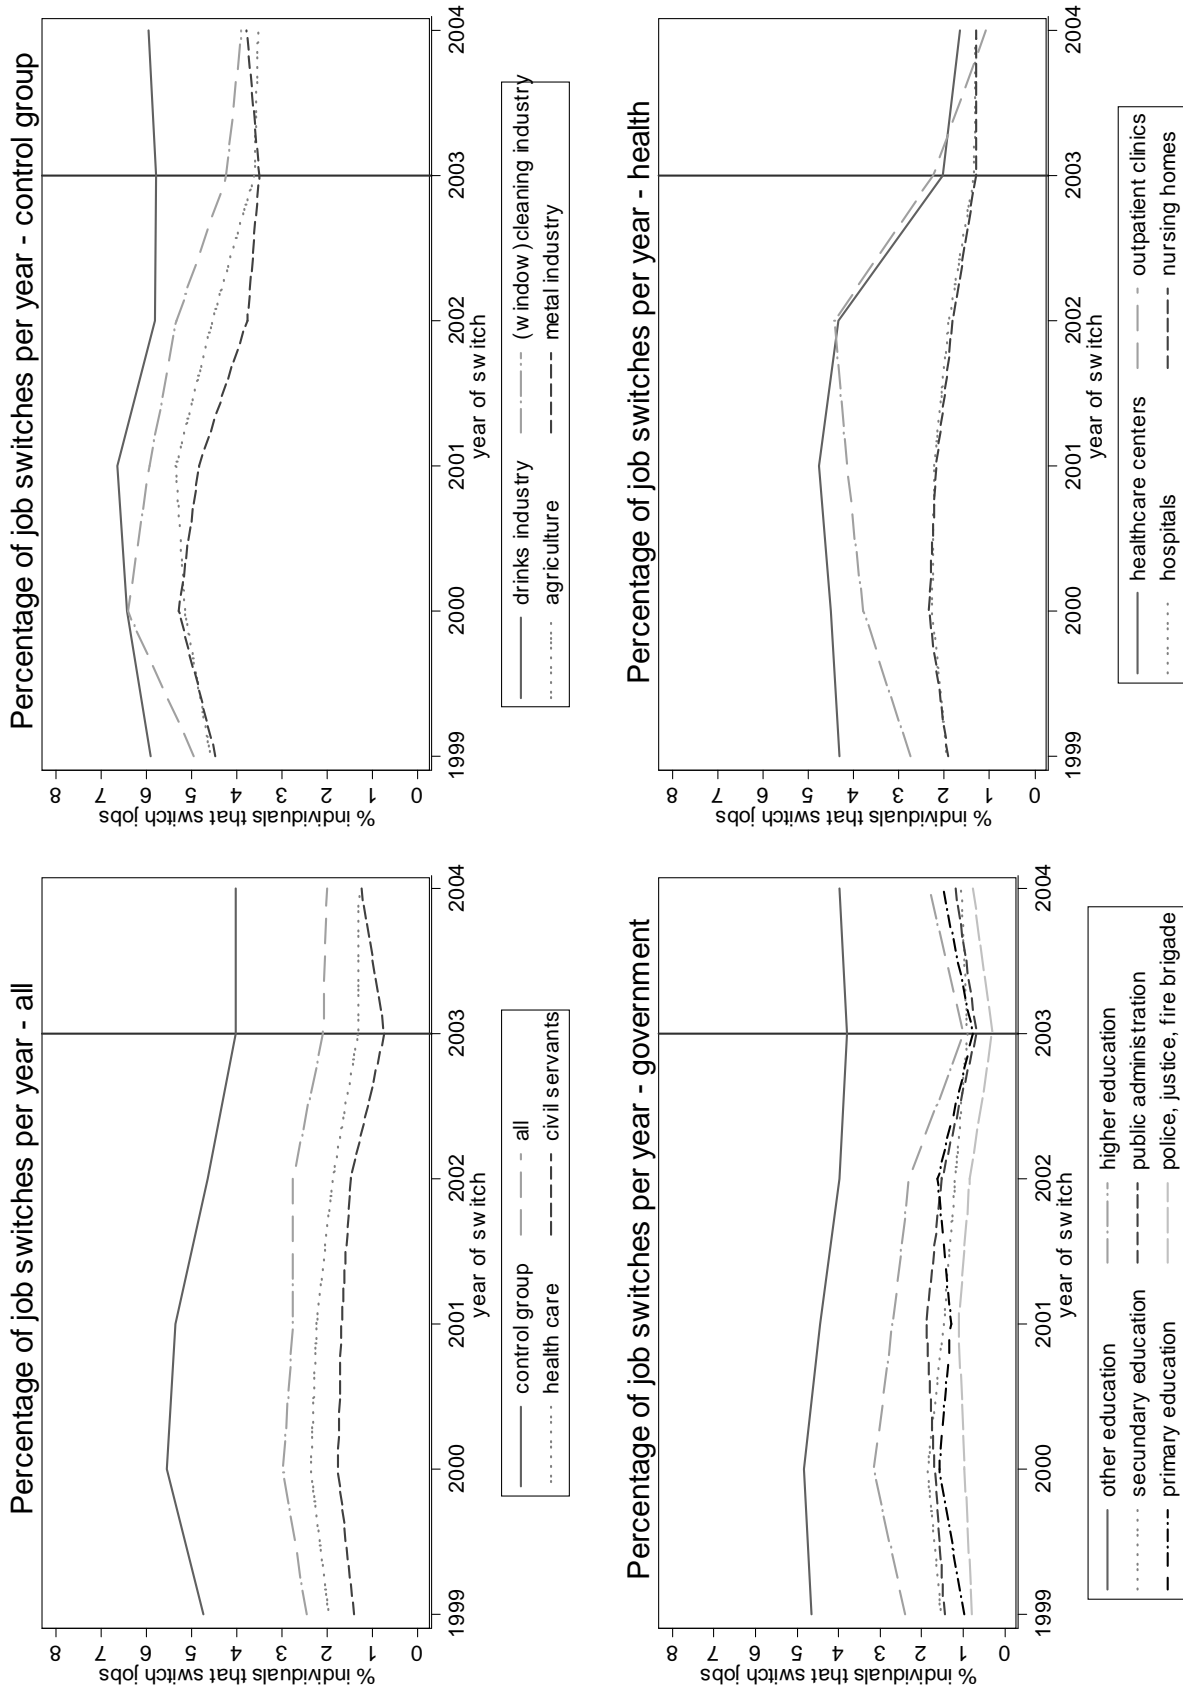 Percentage of job switches per year - all
% individuals that switch jobs
8
7
6
5
4
3
2
1
0
1999 2000 2001 2002 2003 2004
year of switch
control group all
health care civil servants
Percentage of job switches per year - control group
% individuals that switch jobs
8
7
6
5
4
3
2
1
0
1999 2000 2001 2002 2003 2004
year of switch
drinks industry (window)cleaning industry
agriculture metal industry
Percentage of job switches per year - government
% individuals that switch jobs
8
7
6
5
4
3
2
1
0
1999 2000 2001 2002 2003 2004
year of switch
other education higher education
secundary education public administration
primary education police, justice, fire brigade
Percentage of job switches per year - health
% individuals that switch jobs
8
7
6
5
4
3
2
1
0
1999 2000 2001 2002 2003 2004
year of switch
healthcare centers outpatient clinics
hospitals nursing homes